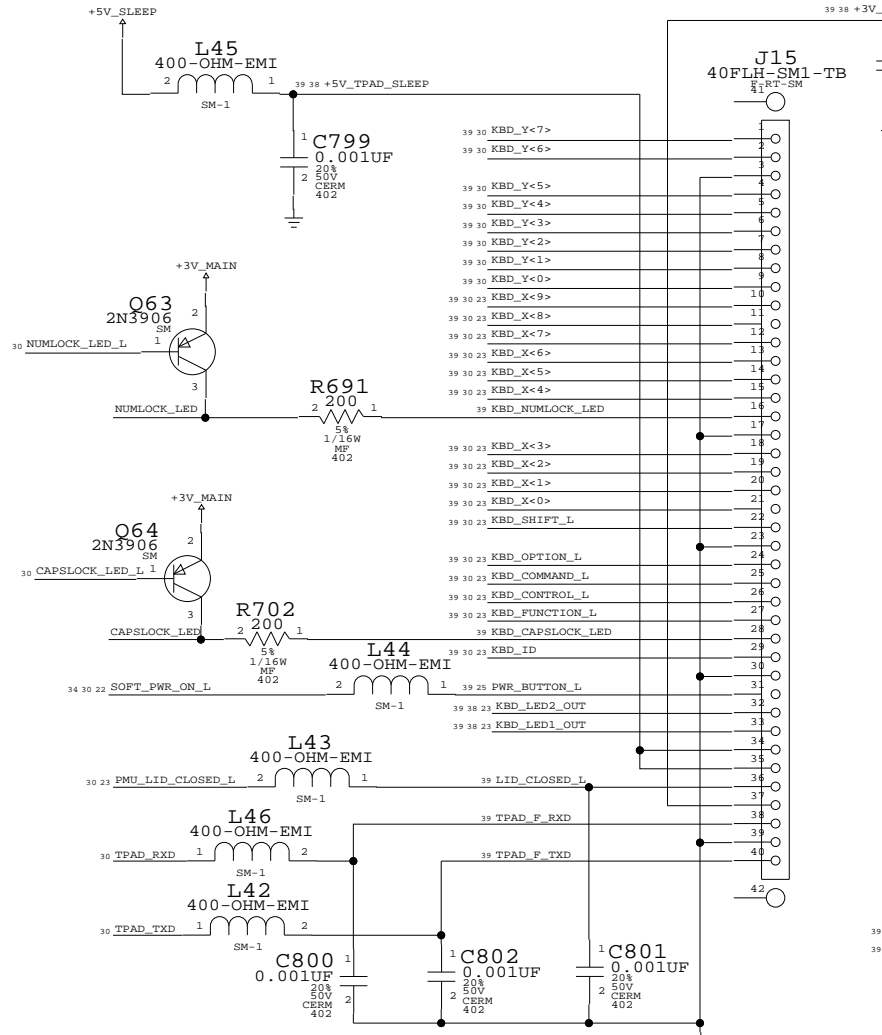 +5V_SLEEP
39 38 +3V_
L45
400-OHM-EMI
2 1
SM-1
39 38 +5V_TPAD_SLEEP
J15
40FLH-SM1-TB
F-RT-SM
41
1
C799
0.001UF
20%
50V
CERM
402
2
39 30 KBD_Y<7> 1
39 30 KBD_Y<6> 2
3
39 30 KBD_Y<5> 4
39 30 KBD_Y<4> 5
39 30 KBD_Y<3> 6
39 30 KBD_Y<2> 7
39 30 KBD_Y<1> 8
39 30 KBD_Y<0> 9
39 30 23 KBD_X<9> 10
39 30 23 KBD_X<8> 11
39 30 23 KBD_X<7> 12
39 30 23 KBD_X<6> 13
39 30 23 KBD_X<5> 14
39 30 23 KBD_X<4> 15
39 KBD_NUMLOCK_LED 16
17
39 30 23 KBD_X<3> 18
39 30 23 KBD_X<2> 19
39 30 23 KBD_X<1> 20
39 30 23 KBD_X<0> 21
39 30 23 KBD_SHIFT_L 22
23
39 30 23 KBD_OPTION_L 24
39 30 23 KBD_COMMAND_L 25
39 30 23 KBD_CONTROL_L 26
39 30 23 KBD_FUNCTION_L 27
39 KBD_CAPSLOCK_LED 28
39 30 23 KBD_ID 29
30
39 25 PWR_BUTTON_L 31
39 38 23 KBD_LED2_OUT 32
39 38 23 KBD_LED1_OUT 33
34
35
39 LID_CLOSED_L 36
37
39 TPAD_F_RXD 38
39
39 TPAD_F_TXD 40
42
+3V_MAIN
Q63
2N3906
SM
2
30 NUMLOCK_LED_L 1
3
NUMLOCK_LED
R691
200
2 1
5%
1/16W
MF
402
+3V_MAIN
Q64
2N3906
SM
2
30 CAPSLOCK_LED_L 1
3
CAPSLOCK_LED
R702
200
2 1
5%
1/16W
MF
402
L44
400-OHM-EMI
34 30 22 SOFT_PWR_ON_L 2 1
SM-1
L43
400-OHM-EMI
30 23 PMU_LID_CLOSED_L 2 1
SM-1
L46
400-OHM-EMI
30 TPAD_RXD 1 2
SM-1
L42
400-OHM-EMI
30 TPAD_TXD 1 2
SM-1
C800
0.001UF
20%
50V
CERM
402
1
2
C802
0.001UF
20%
50V
CERM
402
1
2
C801
0.001UF
20%
50V
CERM
402
1
2
39
39